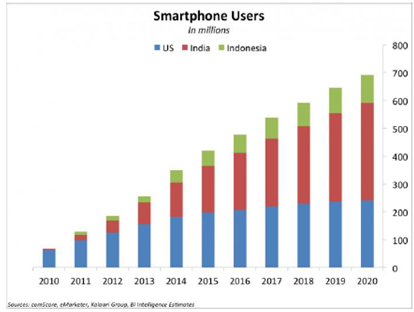 Smartphone Users
In millions
US India Indonesia
800
700
600
500
400
300
200
100
0
2010 2011 2012 2013 2014 2015 2016 2017 2018 2019 2020
Sources: comScore, eMarketer, Kalaari Group, BI Intelligence Estimates